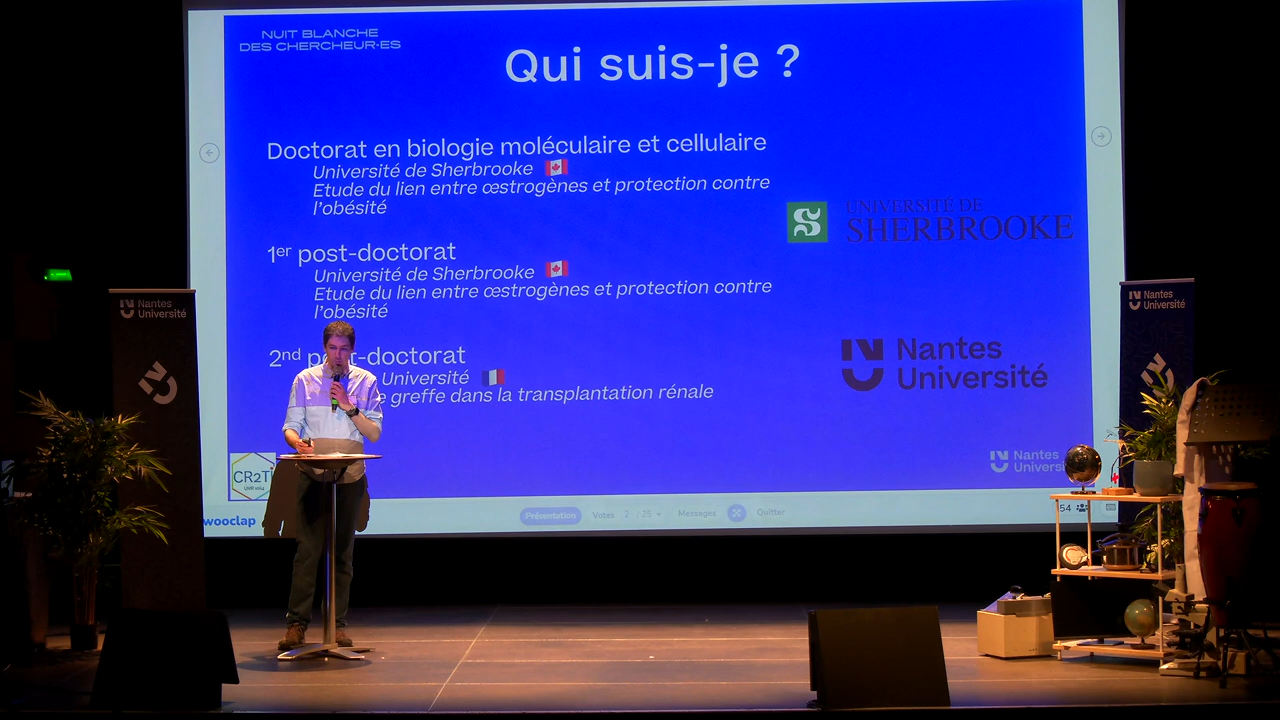 NUIT BLANCHE
DES CHERCHEUR·ES
Qui suis-je ?
Doctorat en biologie moléculaire et cellulaire
Université de Sherbrooke
Etude du lien entre œstrogènes et protection contre
l'obésité
UNIVERSITÉ DE
SHERBROOKE
1er post-doctorat
Université de Sherbrooke
Etude du lien entre œstrogènes et protection contre
l'obésité
2nd post-doctorat
Université
greffe dans la transplantation rénale
Nantes
Université
CR2TI
Nantes
wooclap
Présentation
Votes
2 / 25
Messages
Quitter
54
Nantes
Université
Nantes
Université